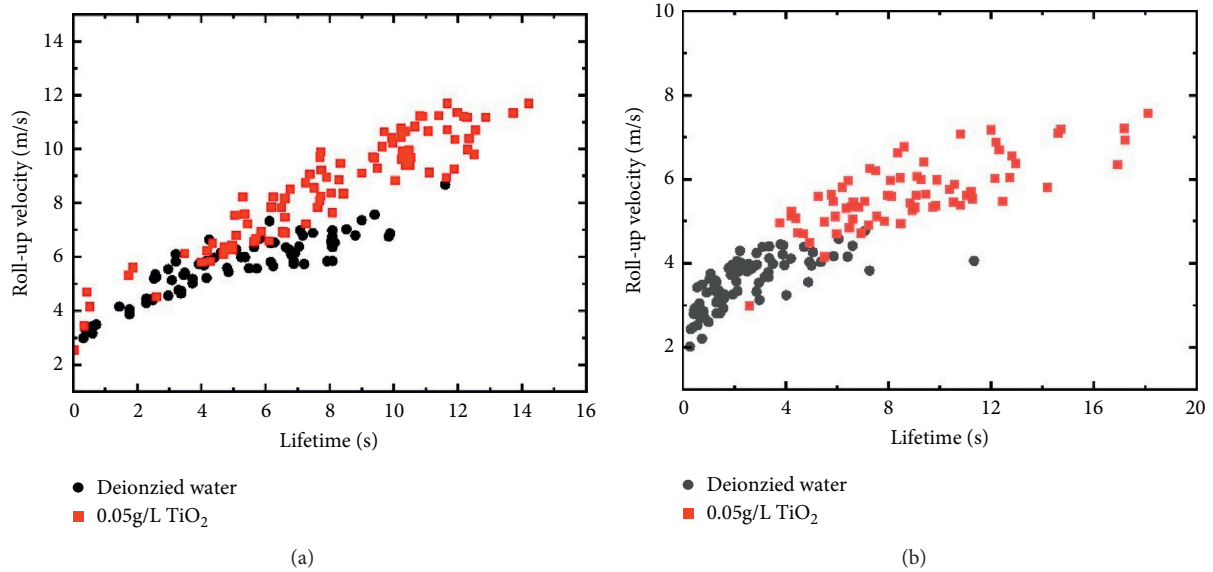 14
12
10
8
6
4
2
Roll-up velocity (m/s)
0 2 4 6 8 10 12 14 16
Lifetime (s)
Deionzied water
0.05g/L TiO₂
(a)
10
8
6
4
2
Roll-up velocity (m/s)
0 4 8 12 16 20
Lifetime (s)
Deionzied water
0.05g/L TiO₂
(b)